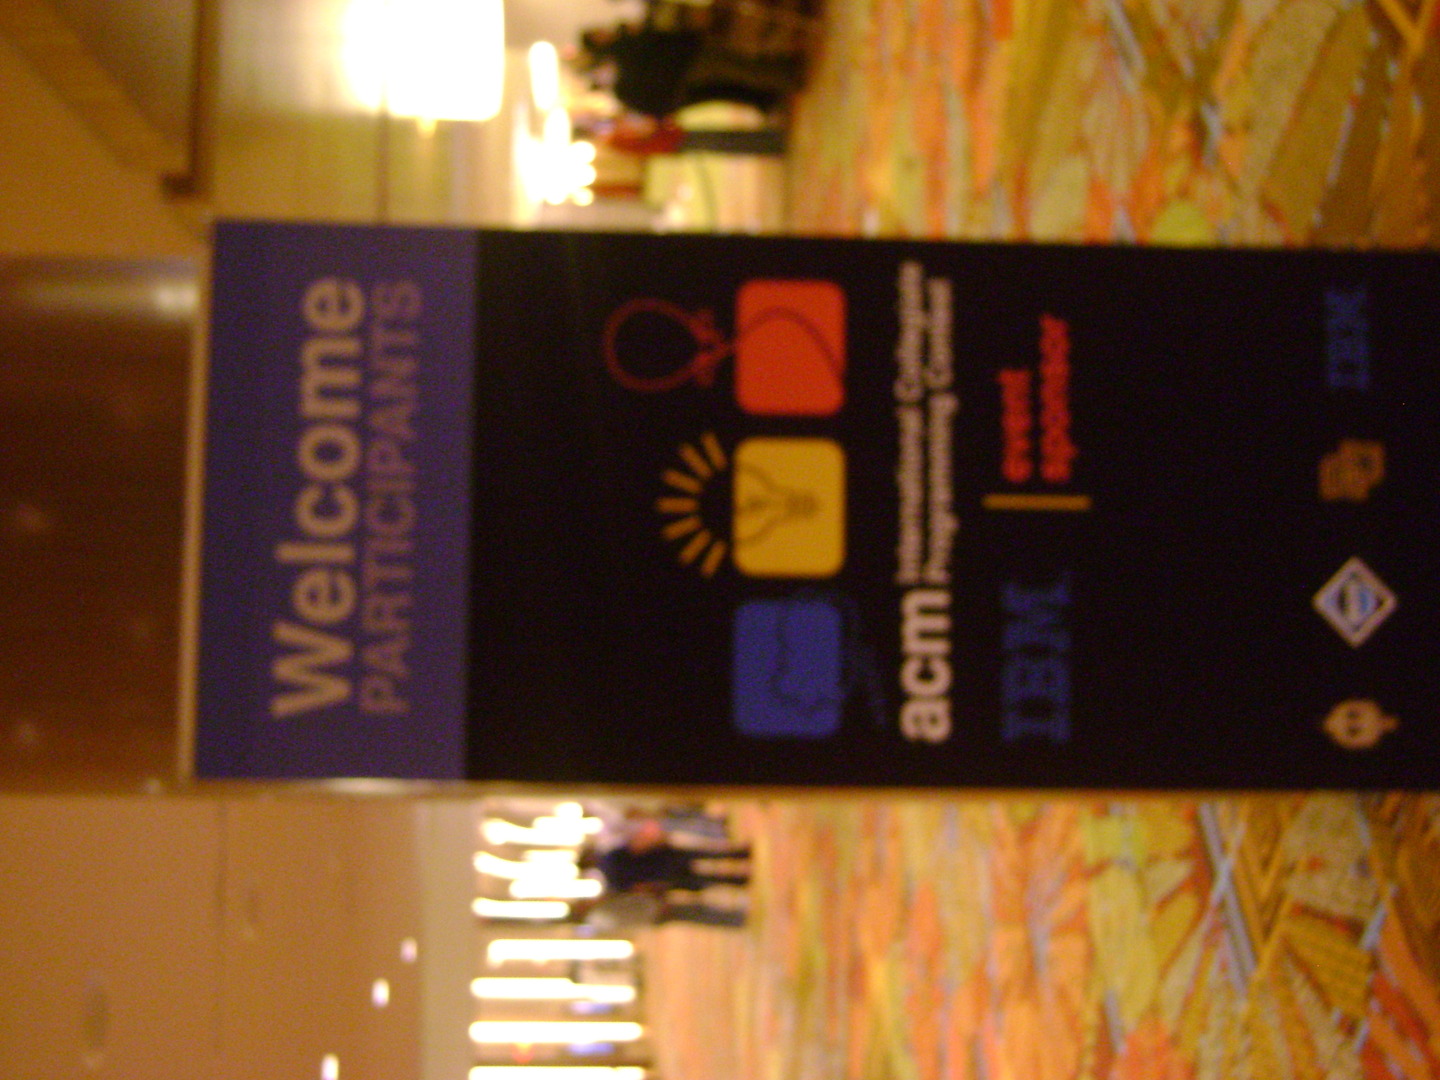 Welcome
PARTICIPANTS
acm International Collegiate
Programming Contest
IBM
event
sponsor
IBM